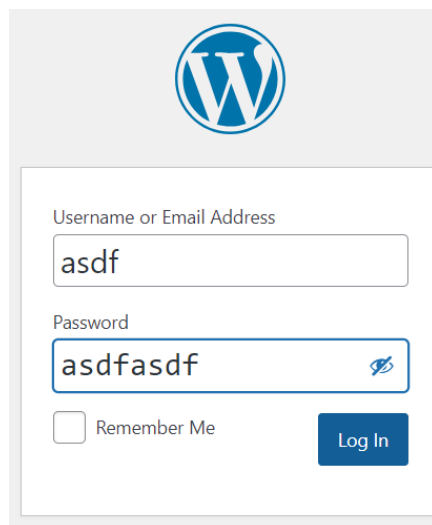 Username or Email Address
asdf
Password
asdfasdf
Remember Me
Log In